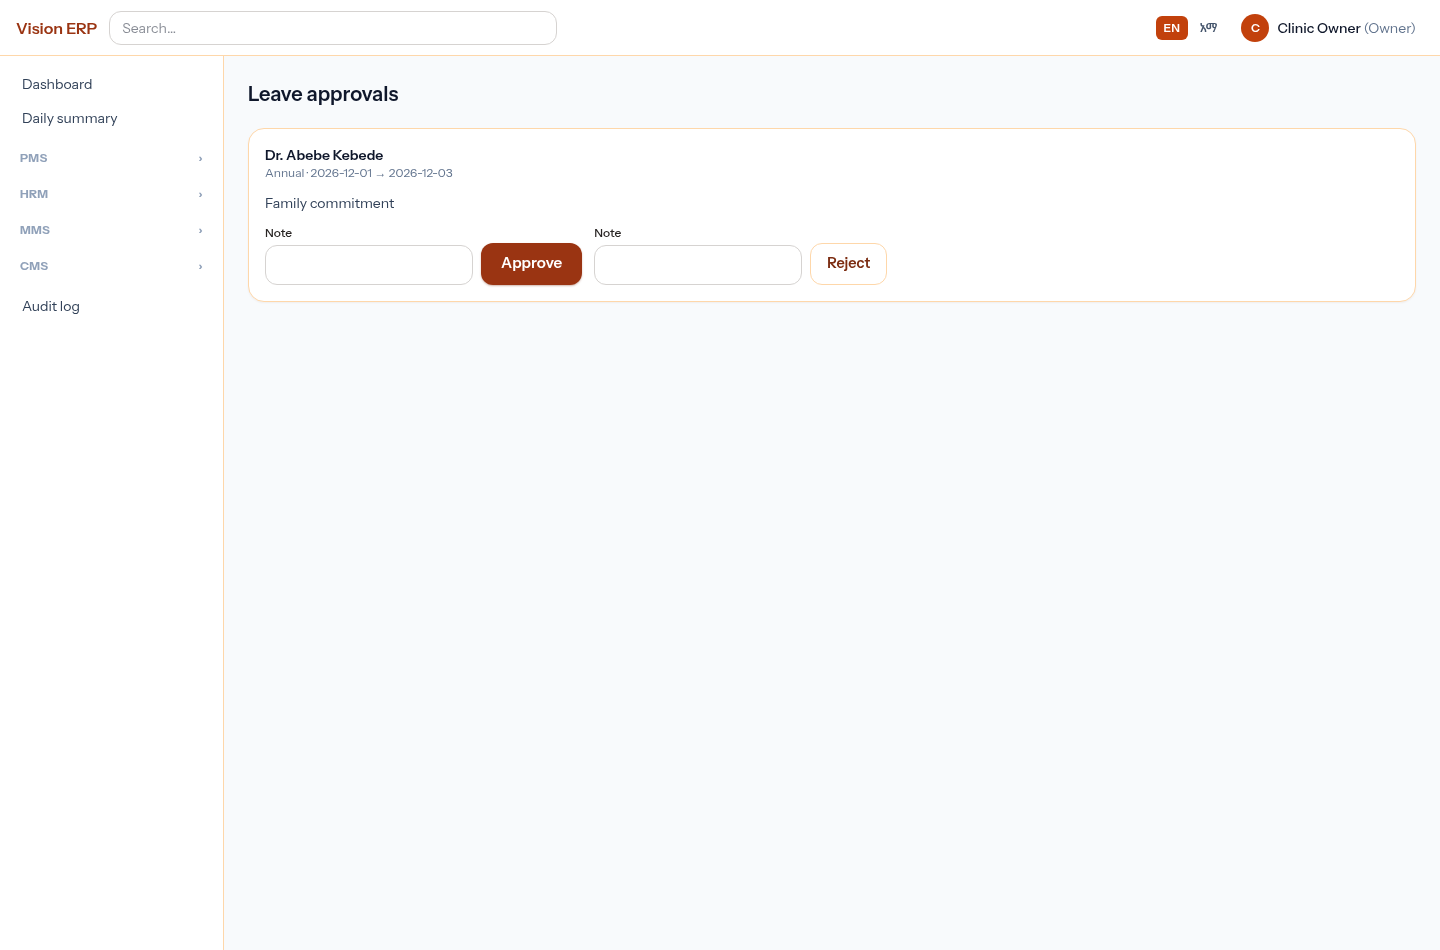 Vision ERP
Search...
EN
አማ
C
Clinic Owner (Owner)
Dashboard
Daily summary
PMS ›
HRM ›
MMS ›
CMS ›
Audit log
Leave approvals
Dr. Abebe Kebede
Annual · 2026-12-01 → 2026-12-03
Family commitment
Note
Approve
Note
Reject